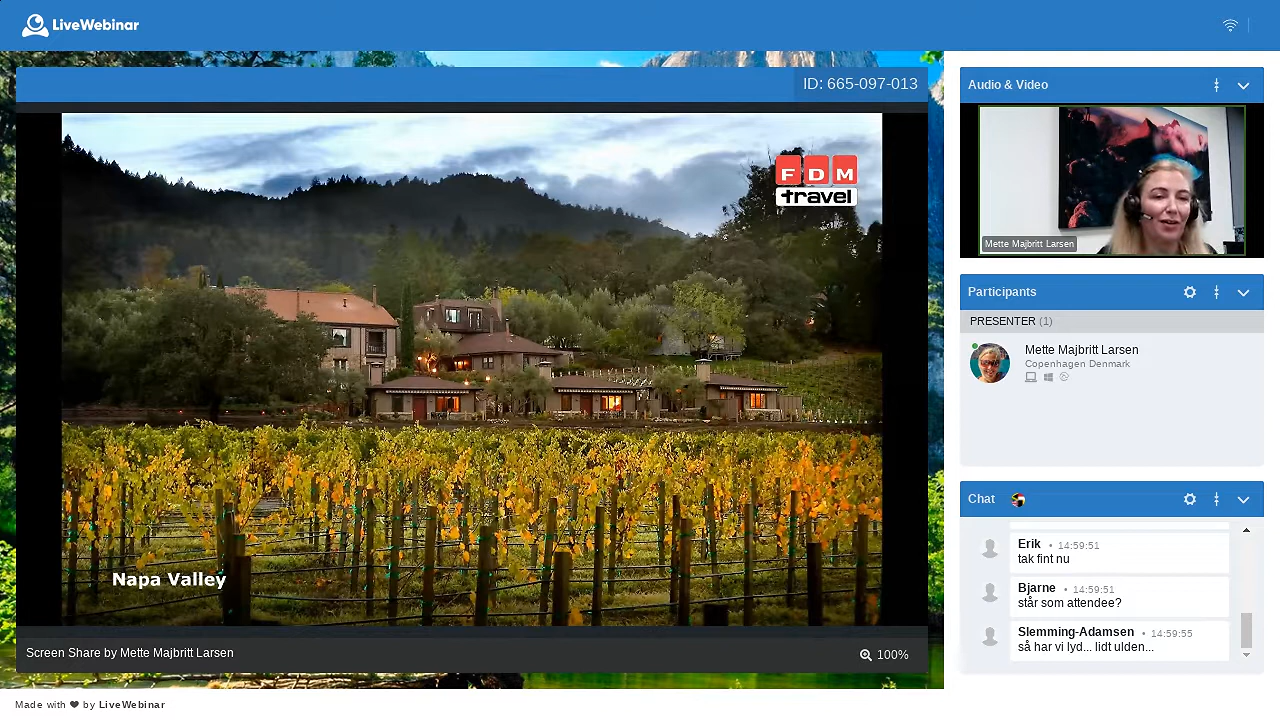 LiveWebinar
ID: 665-097-013
FDM
travel
Napa Valley
Screen Share by Mette Majbritt Larsen
100%
Audio & Video
Mette Majbritt Larsen
Participants
PRESENTER (1)
Mette Majbritt Larsen
Copenhagen Denmark
Chat
Erik • 14:59:51
tak fint nu
Bjarne • 14:59:51
står som attendee?
Slemming-Adamsen • 14:59:55
så har vi lyd... lidt ulden...
Made with ❤ by LiveWebinar